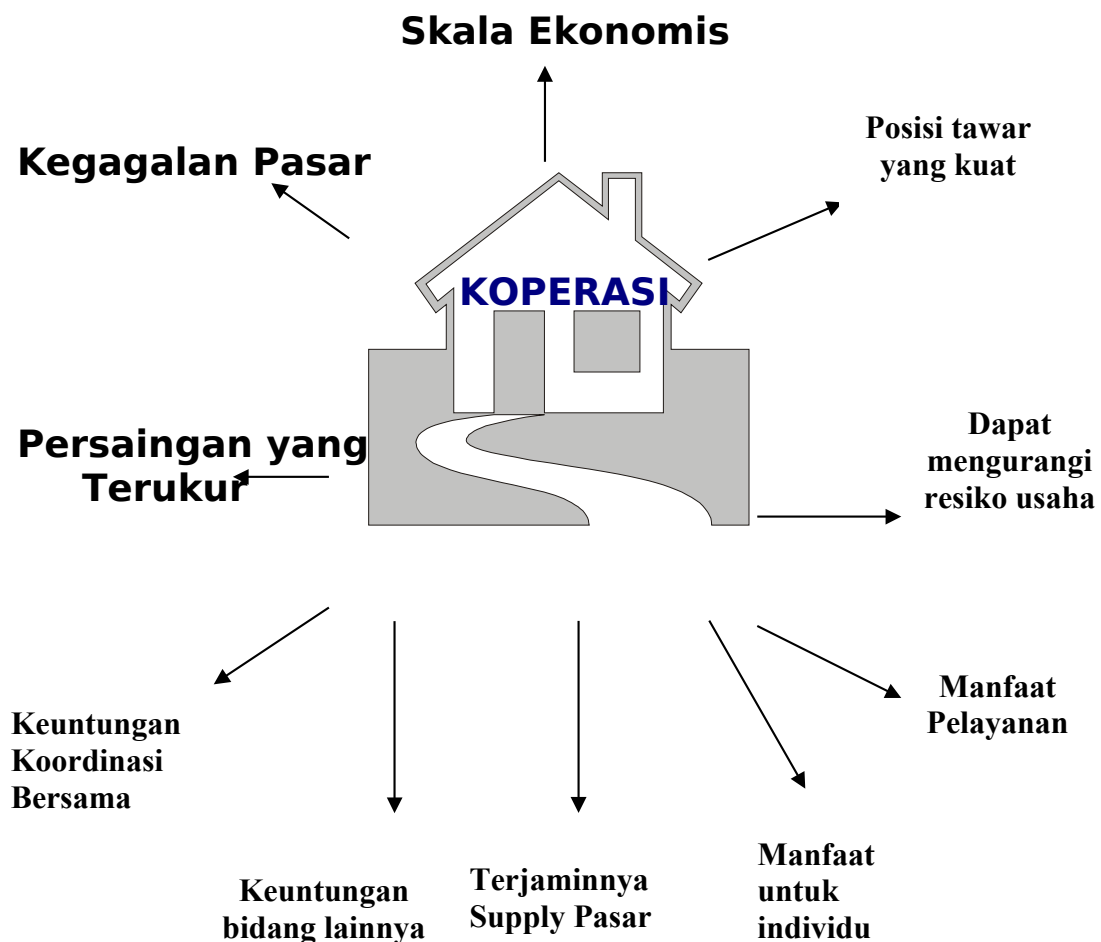 Skala Ekonomis
Posisi tawar
yang kuat
Kegagalan Pasar
KOPERASI
Persaingan yang
Terukur
Dapat
mengurangi
resiko usaha
Manfaat
Pelayanan
Keuntungan
Koordinasi
Bersama
Keuntungan
bidang lainnya
Terjaminnya
Supply Pasar
Manfaat
untuk
individu